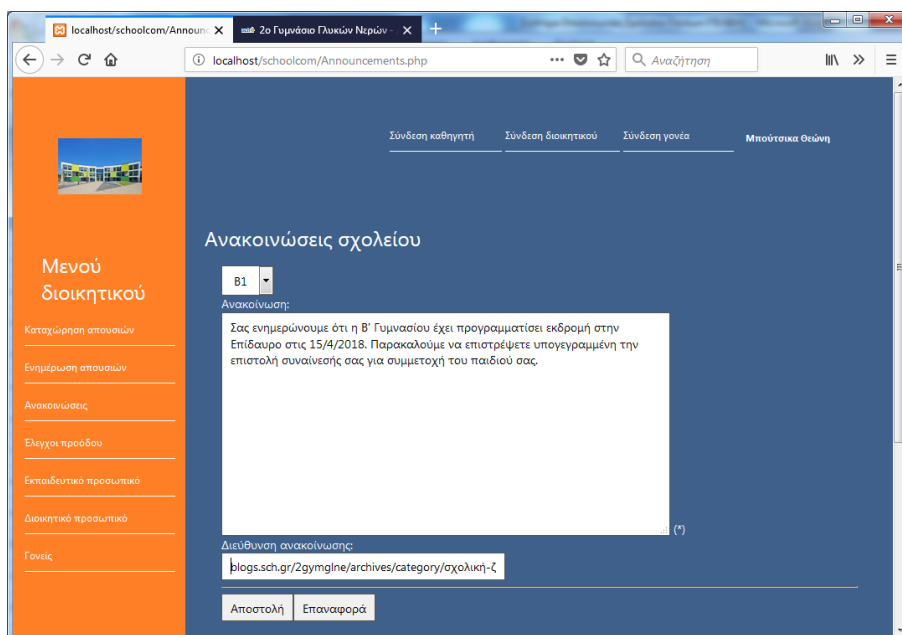 localhost/schoolcom/Announc
2ο Γυμνάσιο Γλυκών Νερών -
localhost/schoolcom/Announcements.php
Αναζήτηση
Σύνδεση καθηγητή
Σύνδεση διοικητικού
Σύνδεση γονέα
Μπούτσικα Θεώνη
Ανακοινώσεις σχολείου
Μενού
διοικητικού
Καταχώρηση απουσιών
Ενημέρωση απουσιών
Ανακοινώσεις
Έλεγχοι προόδου
Εκπαιδευτικό προσωπικό
Διοικητικό προσωπικό
Γονείς
B1
Ανακοίνωση:
Σας ενημερώνουμε ότι η Β' Γυμνασίου έχει προγραμματίσει εκδρομή στην
Επίδαυρο στις 15/4/2018. Παρακαλούμε να επιστρέψετε υπογεγραμμένη την
επιστολή συναίνεσής σας για συμμετοχή του παιδιού σας.
(*)
Διεύθυνση ανακοίνωσης:
blogs.sch.gr/2gymglne/archives/category/σχολική-ζ
Αποστολή
Επαναφορά